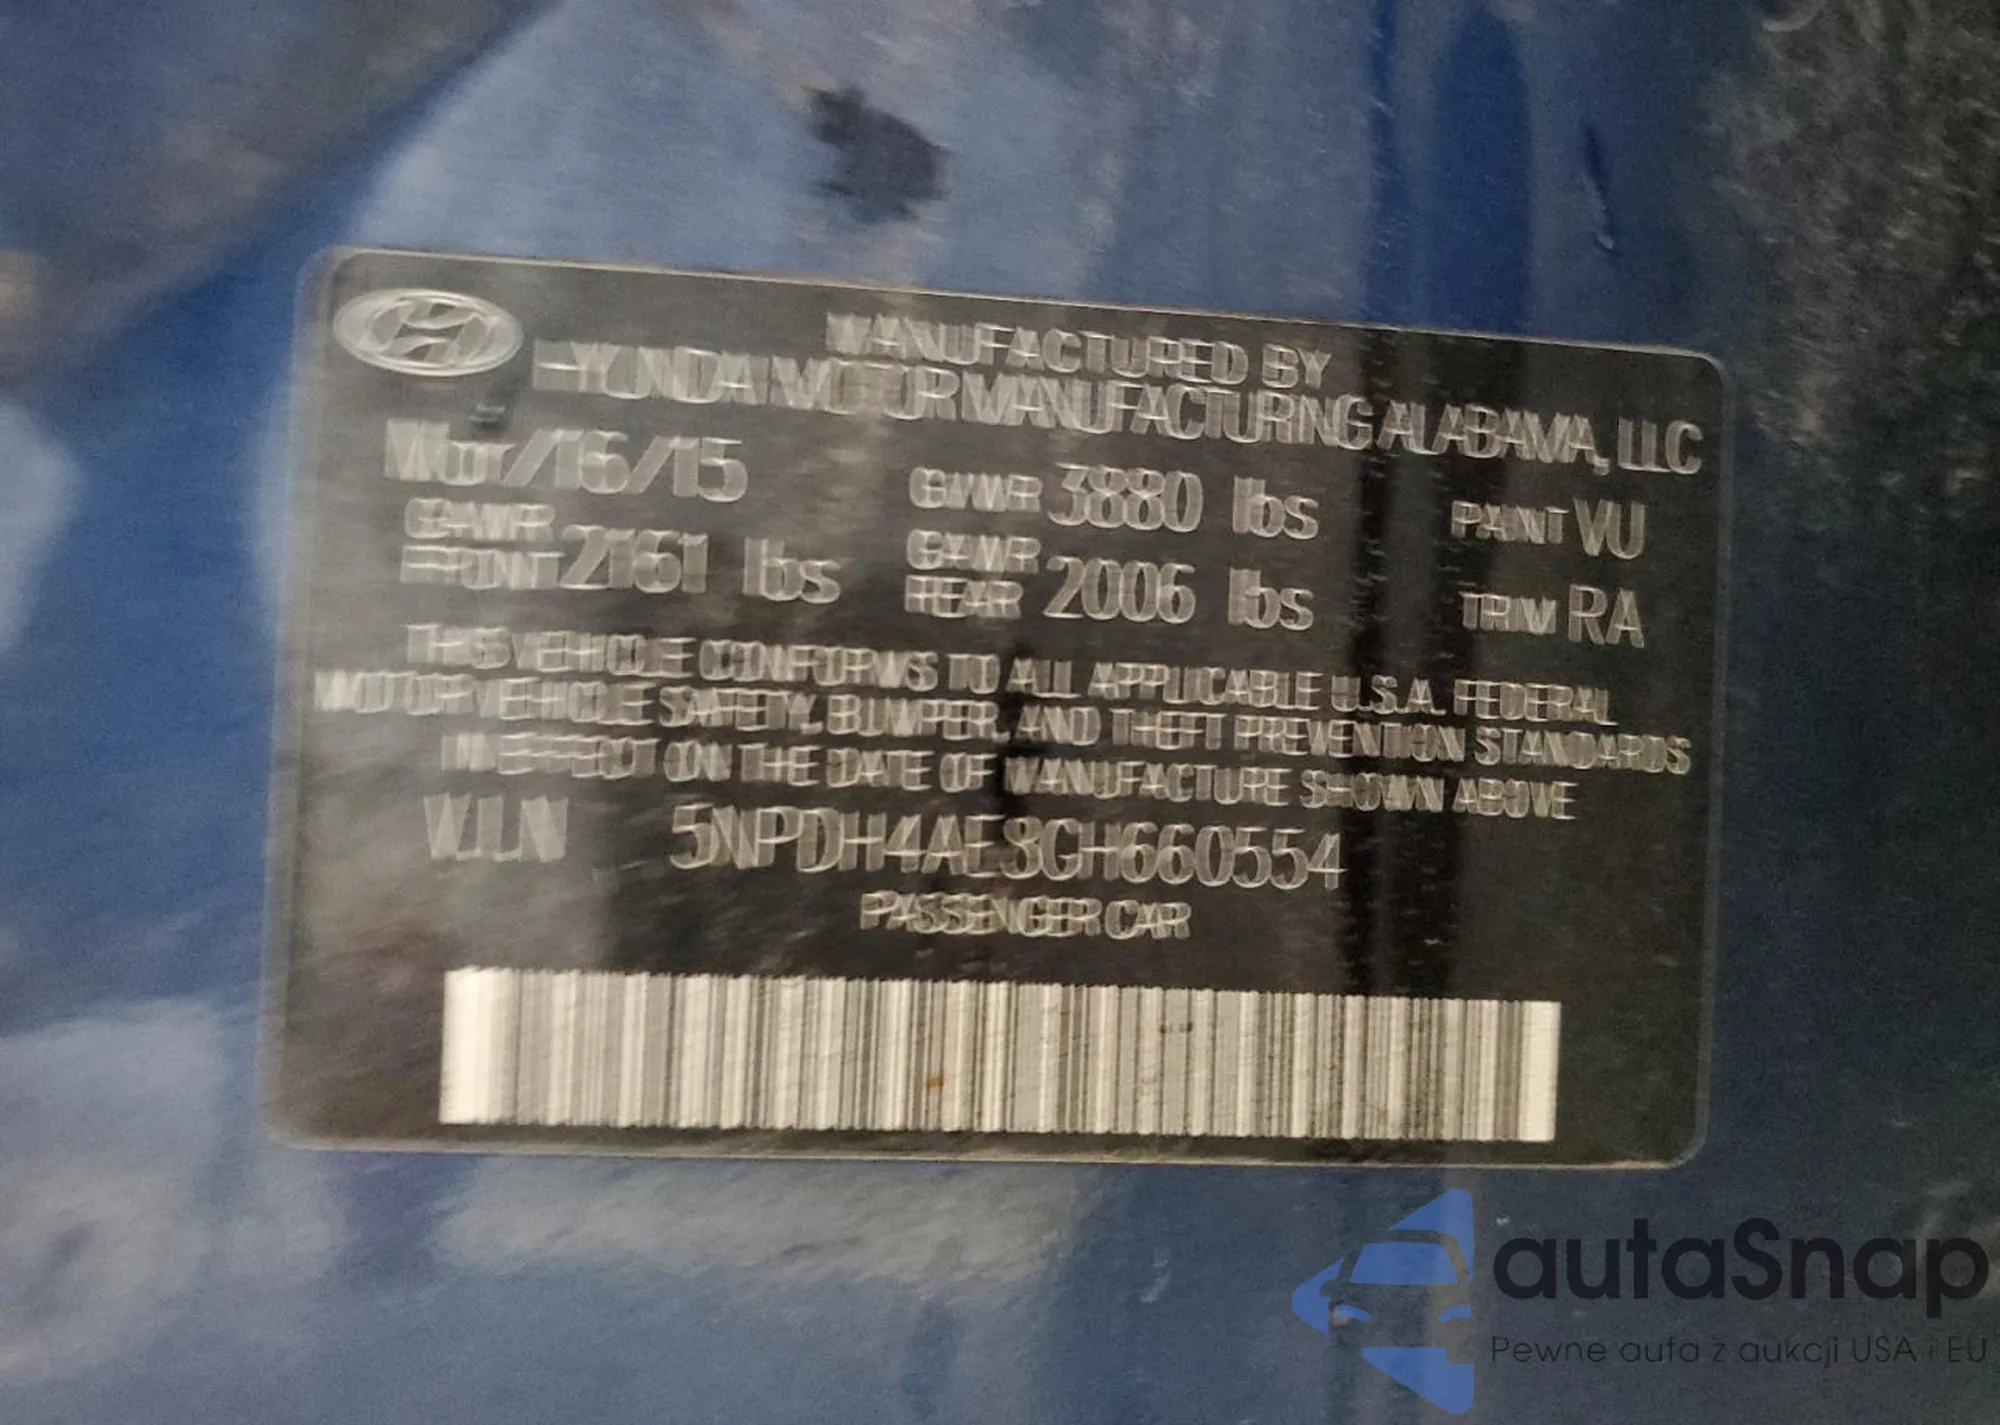 MANUFACTURED BY
HYUNDAI MOTOR MANUFACTURING ALABAMA, LLC
Mar/16/15 GVWR 3880 lbs PAINT VU
GAWR FRONT 2161 lbs GAWR REAR 2006 lbs TRIM RA
THIS VEHICLE CONFORMS TO ALL APPLICABLE U.S.A. FEDERAL
MOTOR VEHICLE SAFETY, BUMPER, AND THEFT PREVENTION STANDARDS
IN EFFECT ON THE DATE OF MANUFACTURE SHOWN ABOVE
V.I.N 5NPDH4AE3GH660554
PASSENGER CAR
autaSnap
Pewne auta z aukcji USA i EU